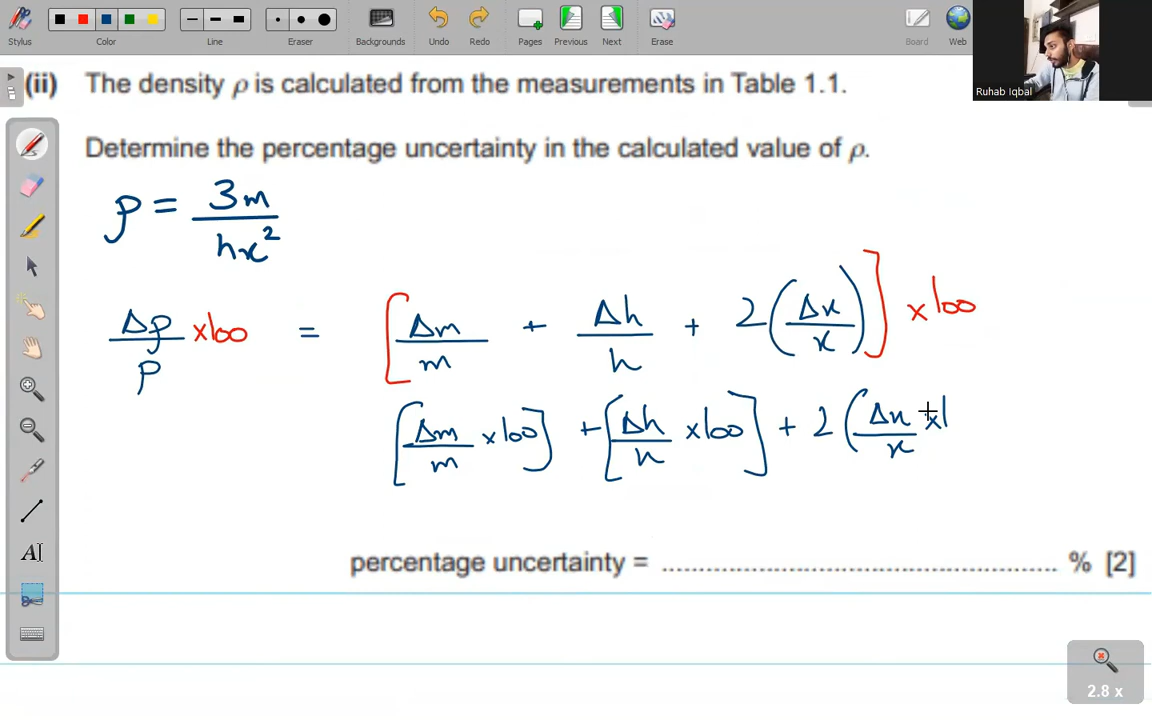 Stylus Color Line Eraser Backgrounds Undo Redo Pages Previous Next Erase Board Web
Ruhab Iqbal
(ii) The density ρ is calculated from the measurements in Table 1.1.
Determine the percentage uncertainty in the calculated value of ρ.
ρ = 3m / hx²
Δρ/ρ ×100 = [Δm/m + Δh/h + 2(Δx/x)] ×100
[Δm/m ×100] + [Δh/h ×100] + 2(Δx/x ×1
percentage uncertainty = ................................................ % [2]
AI
2.8 x